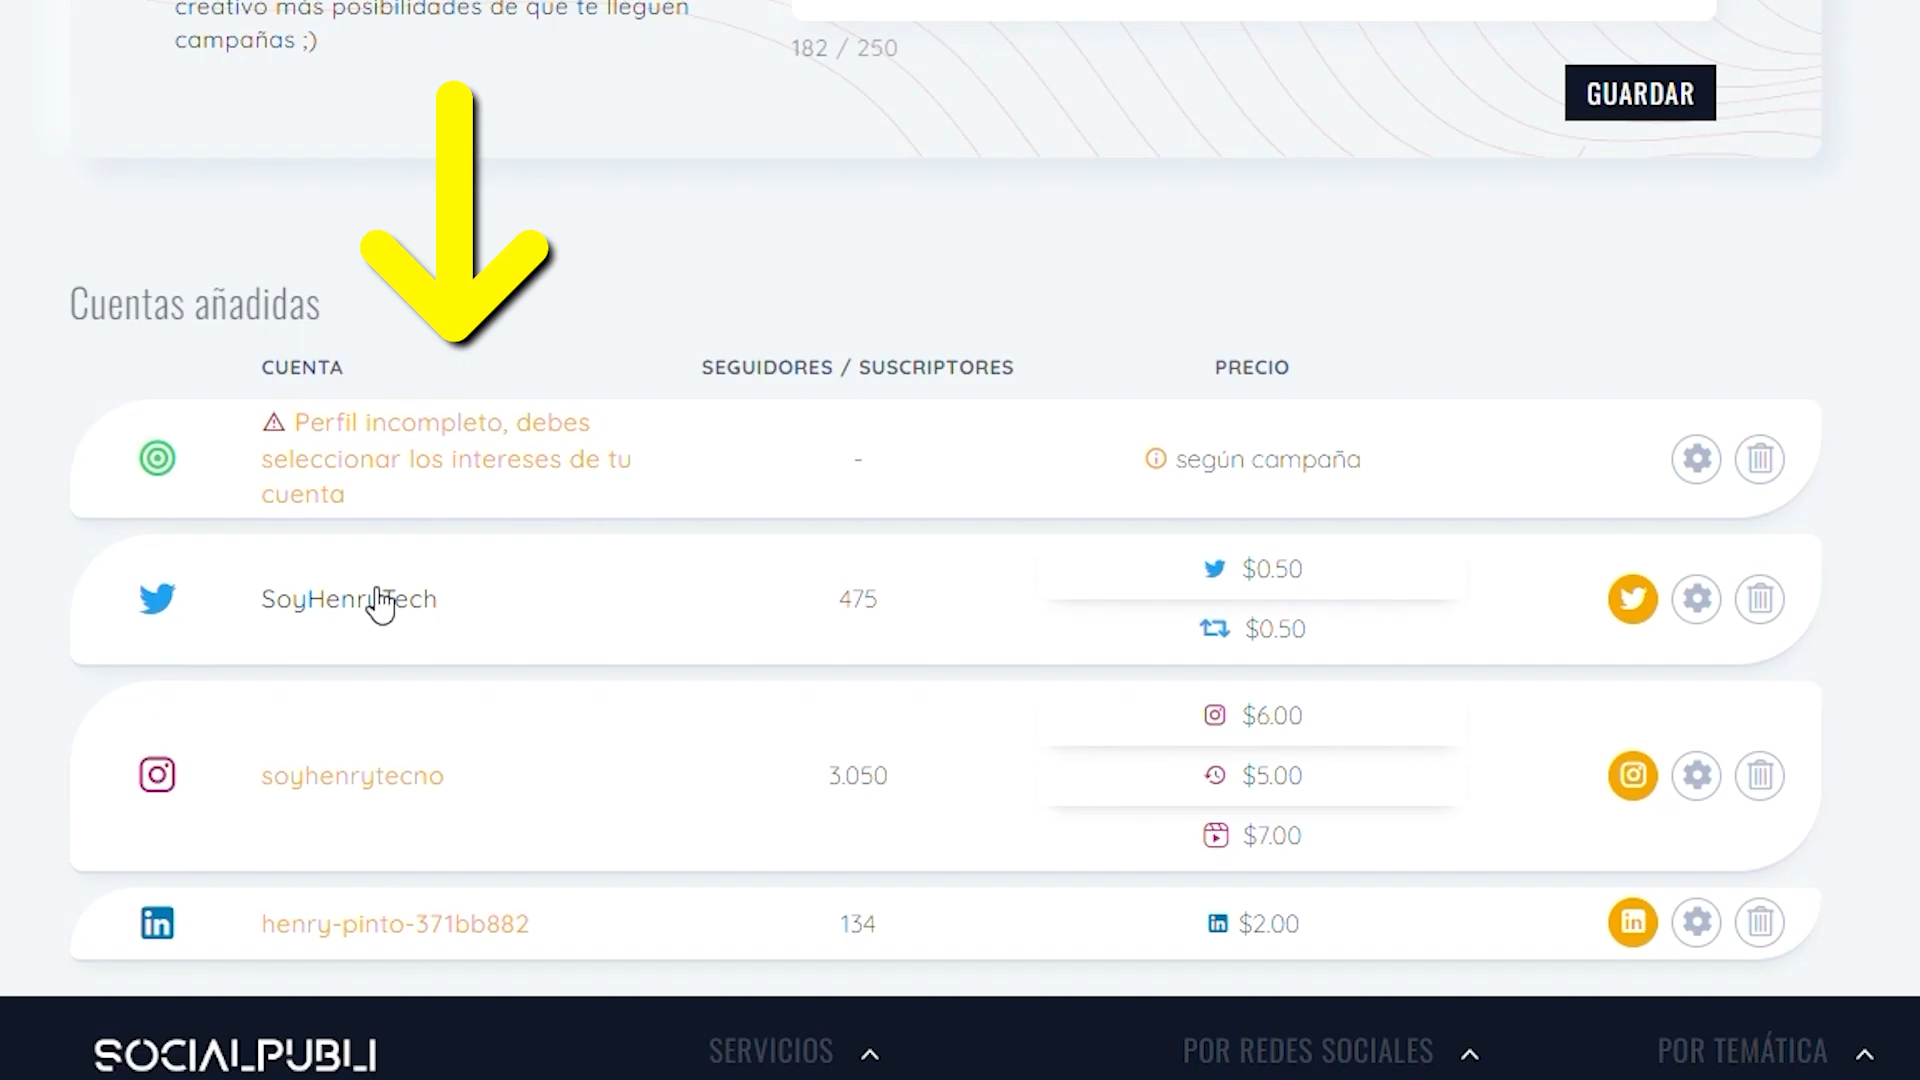 creativo más posibilidades de que te lleguen
campañas ;)
182 / 250
GUARDAR
Cuentas añadidas
CUENTA SEGUIDORES / SUSCRIPTORES PRECIO
Perfil incompleto, debes
seleccionar los intereses de tu
cuenta
- según campaña
SoyHenryTech 475 $0.50
$0.50
soyhenrytecno 3.050 $6.00
$5.00
$7.00
henry-pinto-371bb882 134 $2.00
SOCIALPUBLI SERVICIOS POR REDES SOCIALES POR TEMÁTICA